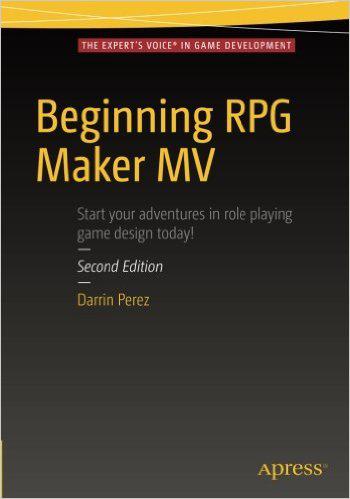 THE EXPERT'S VOICE® IN GAME DEVELOPMENT
Beginning RPG
Maker MV
Start your adventures in role playing
game design today!
Second Edition
Darrin Perez
Apress®